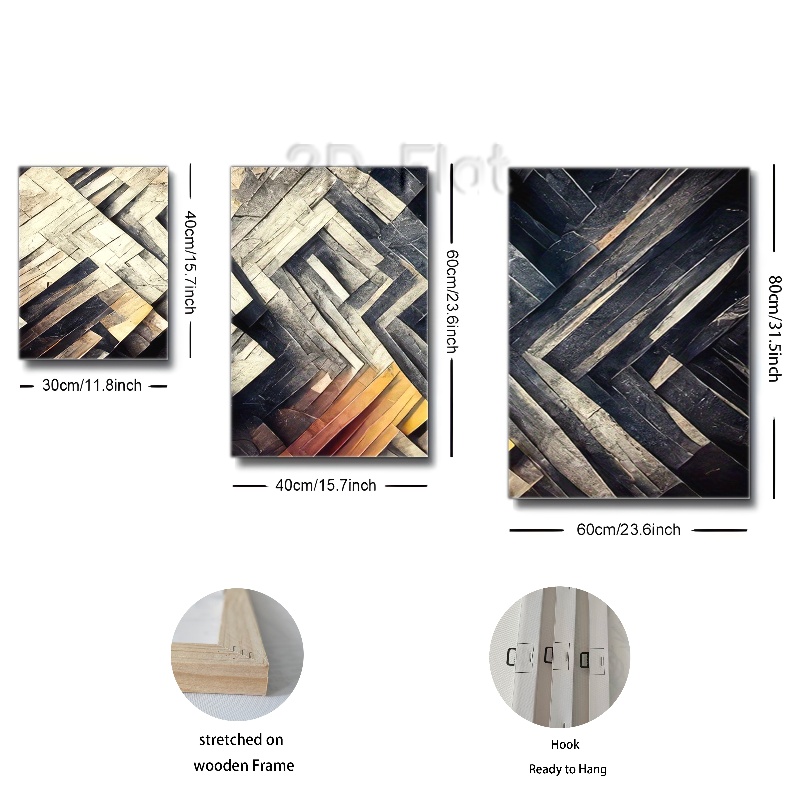 2D Flat
40cm/15.7inch
30cm/11.8inch
60cm/23.6inch
40cm/15.7inch
80cm/31.5inch
60cm/23.6inch
stretched on
wooden Frame
Hook
Ready to Hang